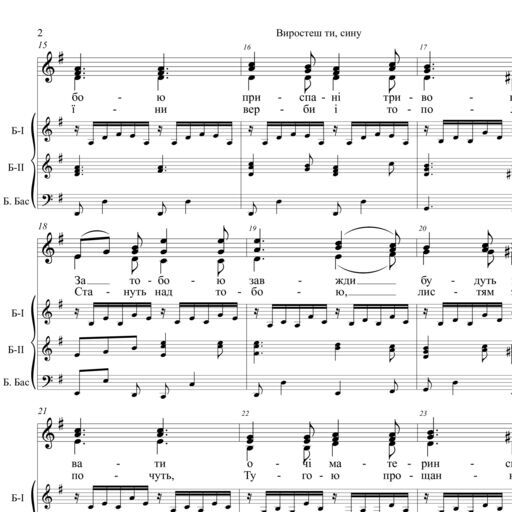 2 Виростеш ти, сину
15 16 17
бо - ю при - спа - ні три - во -
ї - ни вер - би і то - по -
Б-I
Б-II
Б. Бас
18 19 20
За то - бо - ю зав - жди бу - дуть
Ста - нуть над то - бо - ю, лис - тям
Б-I
Б-II
Б. Бас
21 22 23
ва - ти о - чі ма - те - рин - сь
по - чуть, Ту - го - ю про - щан -
Б-I